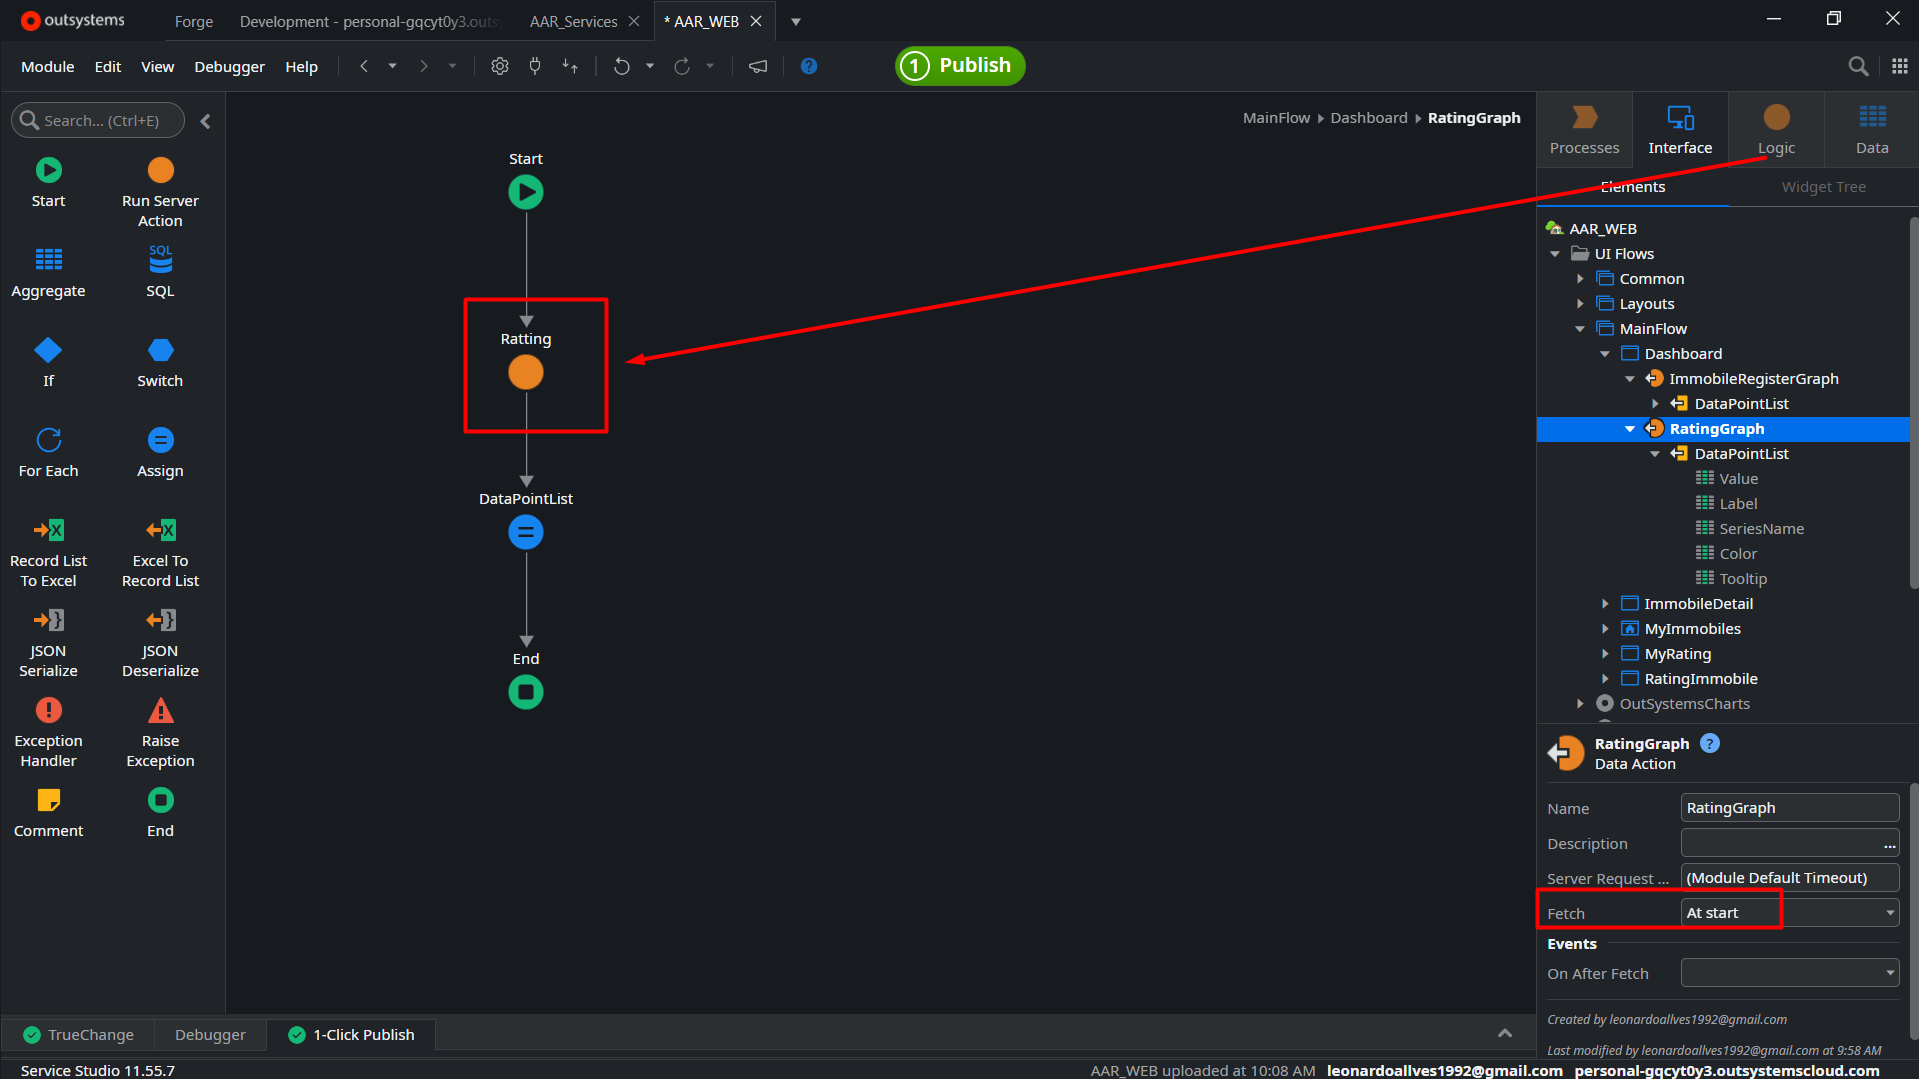 outsystems
Forge
Development - personal-gqcyt0y3.outs
AAR_Services
* AAR_WEB
Module
Edit
View
Debugger
Help
1
Publish
Search... (Ctrl+E)
MainFlow
Dashboard
RatingGraph
Processes
Interface
Logic
Data
Elements
Widget Tree
Start
Run Server
Action
Aggregate
SQL
SQL
If
Switch
For Each
Assign
Record List
To Excel
Excel To
Record List
JSON
Serialize
JSON
Deserialize
Exception
Handler
Raise
Exception
Comment
End
Start
Ratting
DataPointList
End
AAR_WEB
UI Flows
Common
Layouts
MainFlow
Dashboard
ImmobileRegisterGraph
DataPointList
RatingGraph
DataPointList
Value
Label
SeriesName
Color
Tooltip
ImmobileDetail
MyImmobiles
MyRating
RatingImmobile
OutSystemsCharts
RatingGraph
Data Action
Name
RatingGraph
Description
...
Server Request ...
(Module Default Timeout)
Fetch
At start
Events
On After Fetch
Created by leonardoallves1992@gmail.com
Last modified by leonardoallves1992@gmail.com at 9:58 AM
TrueChange
Debugger
1-Click Publish
Service Studio 11.55.7
AAR_WEB uploaded at 10:08 AM
leonardoallves1992@gmail.com
personal-gqcyt0y3.outsystemscloud.com